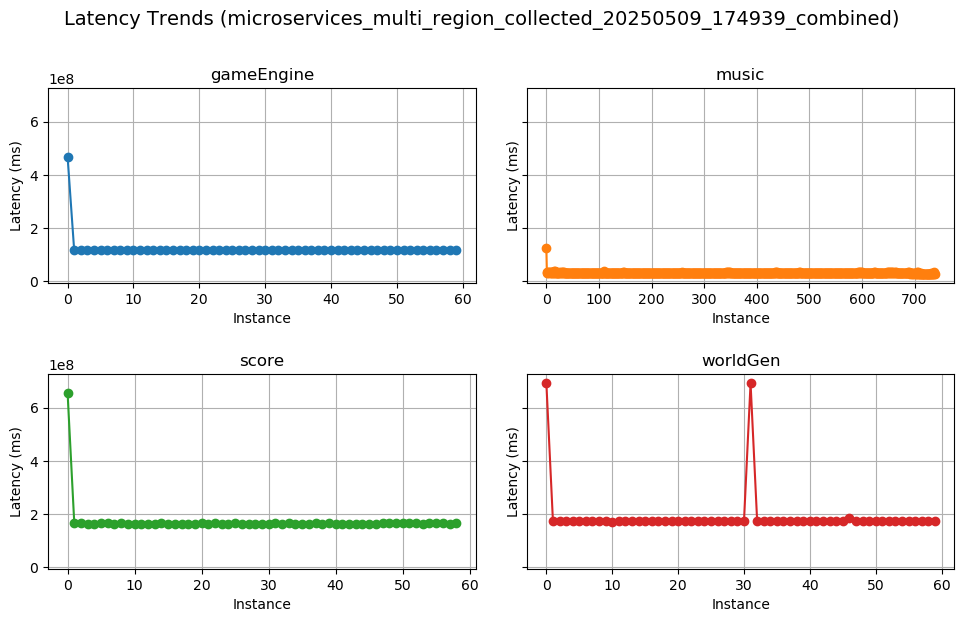 Latency Trends (microservices_multi_region_collected_20250509_174939_combined)
gameEngine
1e8
Latency (ms)
6
4
2
0
0 10 20 30 40 50 60
Instance
music
Latency (ms)
0 100 200 300 400 500 600 700
Instance
score
1e8
Latency (ms)
6
4
2
0
0 10 20 30 40 50 60
Instance
worldGen
Latency (ms)
0 10 20 30 40 50 60
Instance